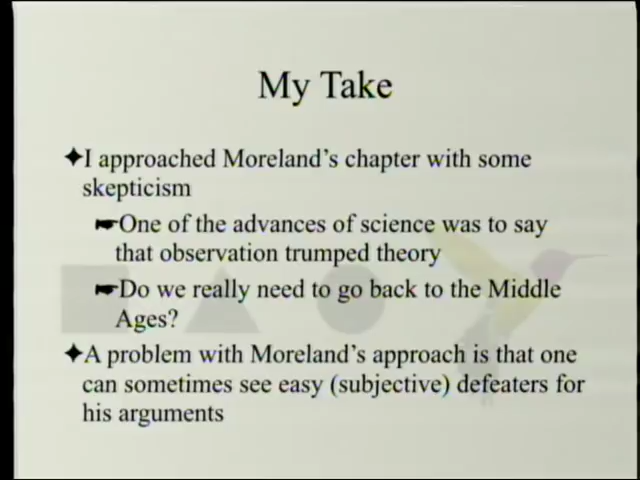 My Take
✦I approached Moreland's chapter with some
skepticism
☛One of the advances of science was to say
that observation trumped theory
☛Do we really need to go back to the Middle
Ages?
✦A problem with Moreland's approach is that one
can sometimes see easy (subjective) defeaters for
his arguments